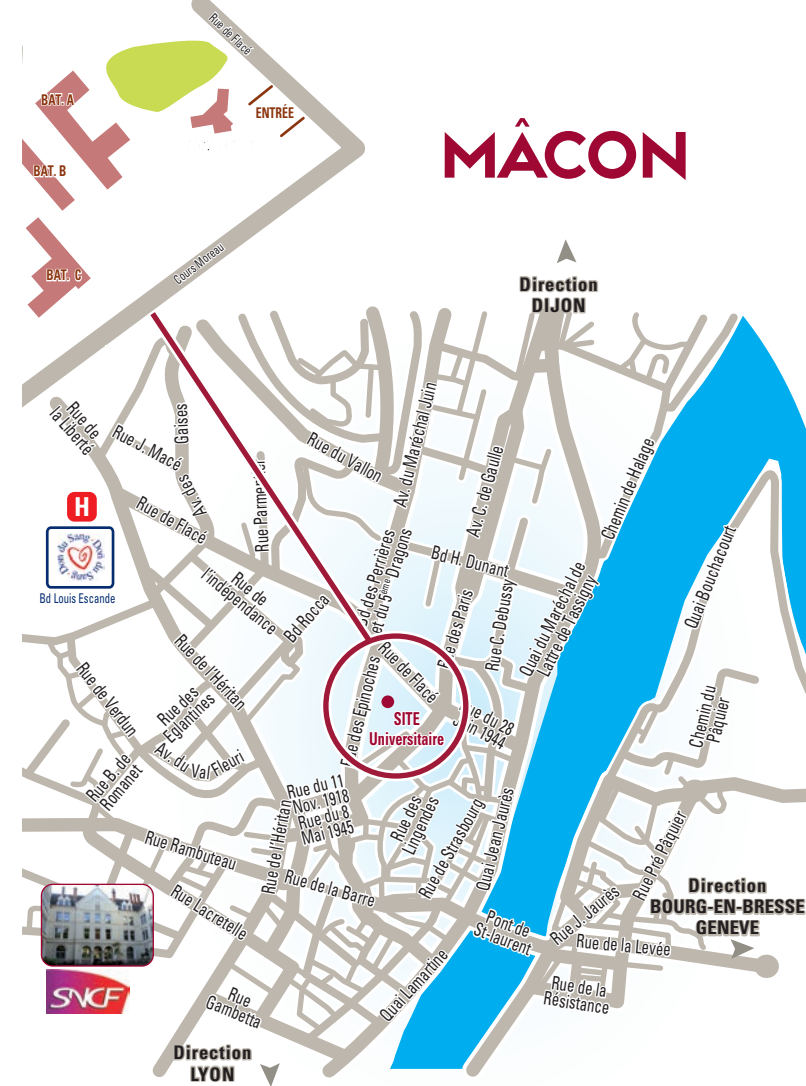 Rue de Flacé
BAT. A
ENTRÉE
MÂCON
BAT. B
Cours Moreau
BAT. C
Direction
DIJON
Rue de
la Liberté
Rue J. Macé
Av. des Gaises
Rue du Vallon
Av. du Maréchal Juin
Av. C. de Gaulle
Chemin de Halage
H
Rue de Flacé
Don du Sang · Don du Sang
Bd Louis Escande
Bd H. Dunant
Rue de
l'indépendance
Bd Rocca
et du 5ème Dragons
des Perrières
Rue C. Debussy
Quai du Maréchal de
Lattre de Tassigny
Quai Bouchacourt
des Paris
Rue de l'Héritan
Rue de Flacé
Rue de Verdun
Rue des
Eglantines
Av. du Val Fleuri
Rue B. de
Romanet
des Epinoches
SITE
Universitaire
du 28
1944
Chemin du
Pâquier
Rue du 11
Nov. 1918
Rue du 8
Mai 1945
Rue des
Lingendes
Rue de Strasbourg
Quai Jean Jaurès
Rue Pré Pâquier
Rue Rambuteau
Rue de l'Héritan
Rue de la Barre
Rue Lacretelle
Pont de
St-laurent
Rue J. Jaurès
Direction
BOURG-EN-BRESSE
GENEVE
Rue de la Levée
SNCF
Quai Lamartine
Rue de la
Résistance
Rue
Gambetta
Direction
LYON